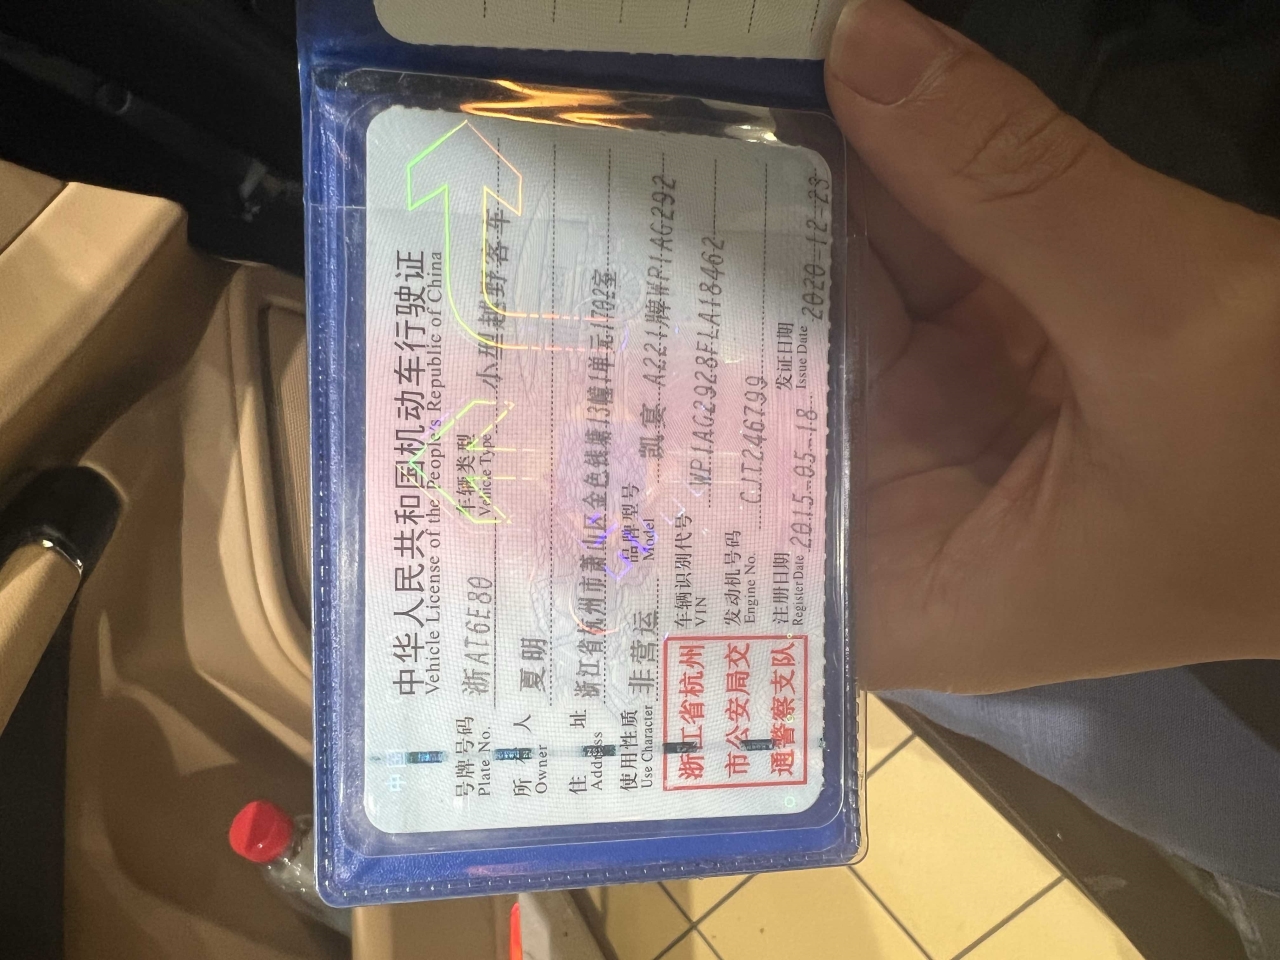 中华人民共和国机动车行驶证
Vehicle License of the People's Republic of China
号牌号码 浙AT6E80 车辆类型 小型越野客车
Plate No. Vehicle Type
所有人 夏明
Owner
住址 浙江省杭州市萧山区金色钱塘13幢1单元1702室
Address
使用性质 非营运 品牌型号 凯宴 A221牌WP1AG292
Use Character Model
浙江省杭州
市公安局交
通警察支队
车辆识别代号 WP1AG2928FLA18462
VIN
发动机号码 CJT246799
Engine No.
注册日期 2015-05-18 发证日期 2020-12-23
Register Date Issue Date